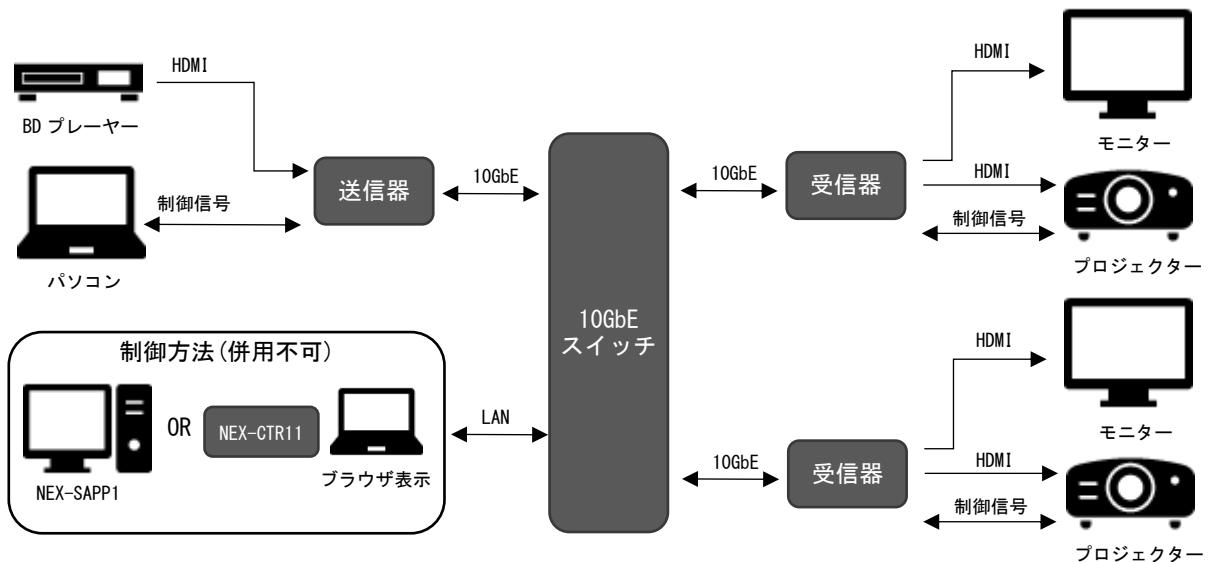 HDMI
BD プレーヤー
制御信号
パソコン
送信器
10GbE
10GbE
スイッチ
制御方法(併用不可)
OR
NEX-CTR11
NEX-SAPP1
ブラウザ表示
LAN
10GbE
受信器
HDMI
モニター
HDMI
制御信号
プロジェクター
10GbE
受信器
HDMI
モニター
HDMI
制御信号
プロジェクター